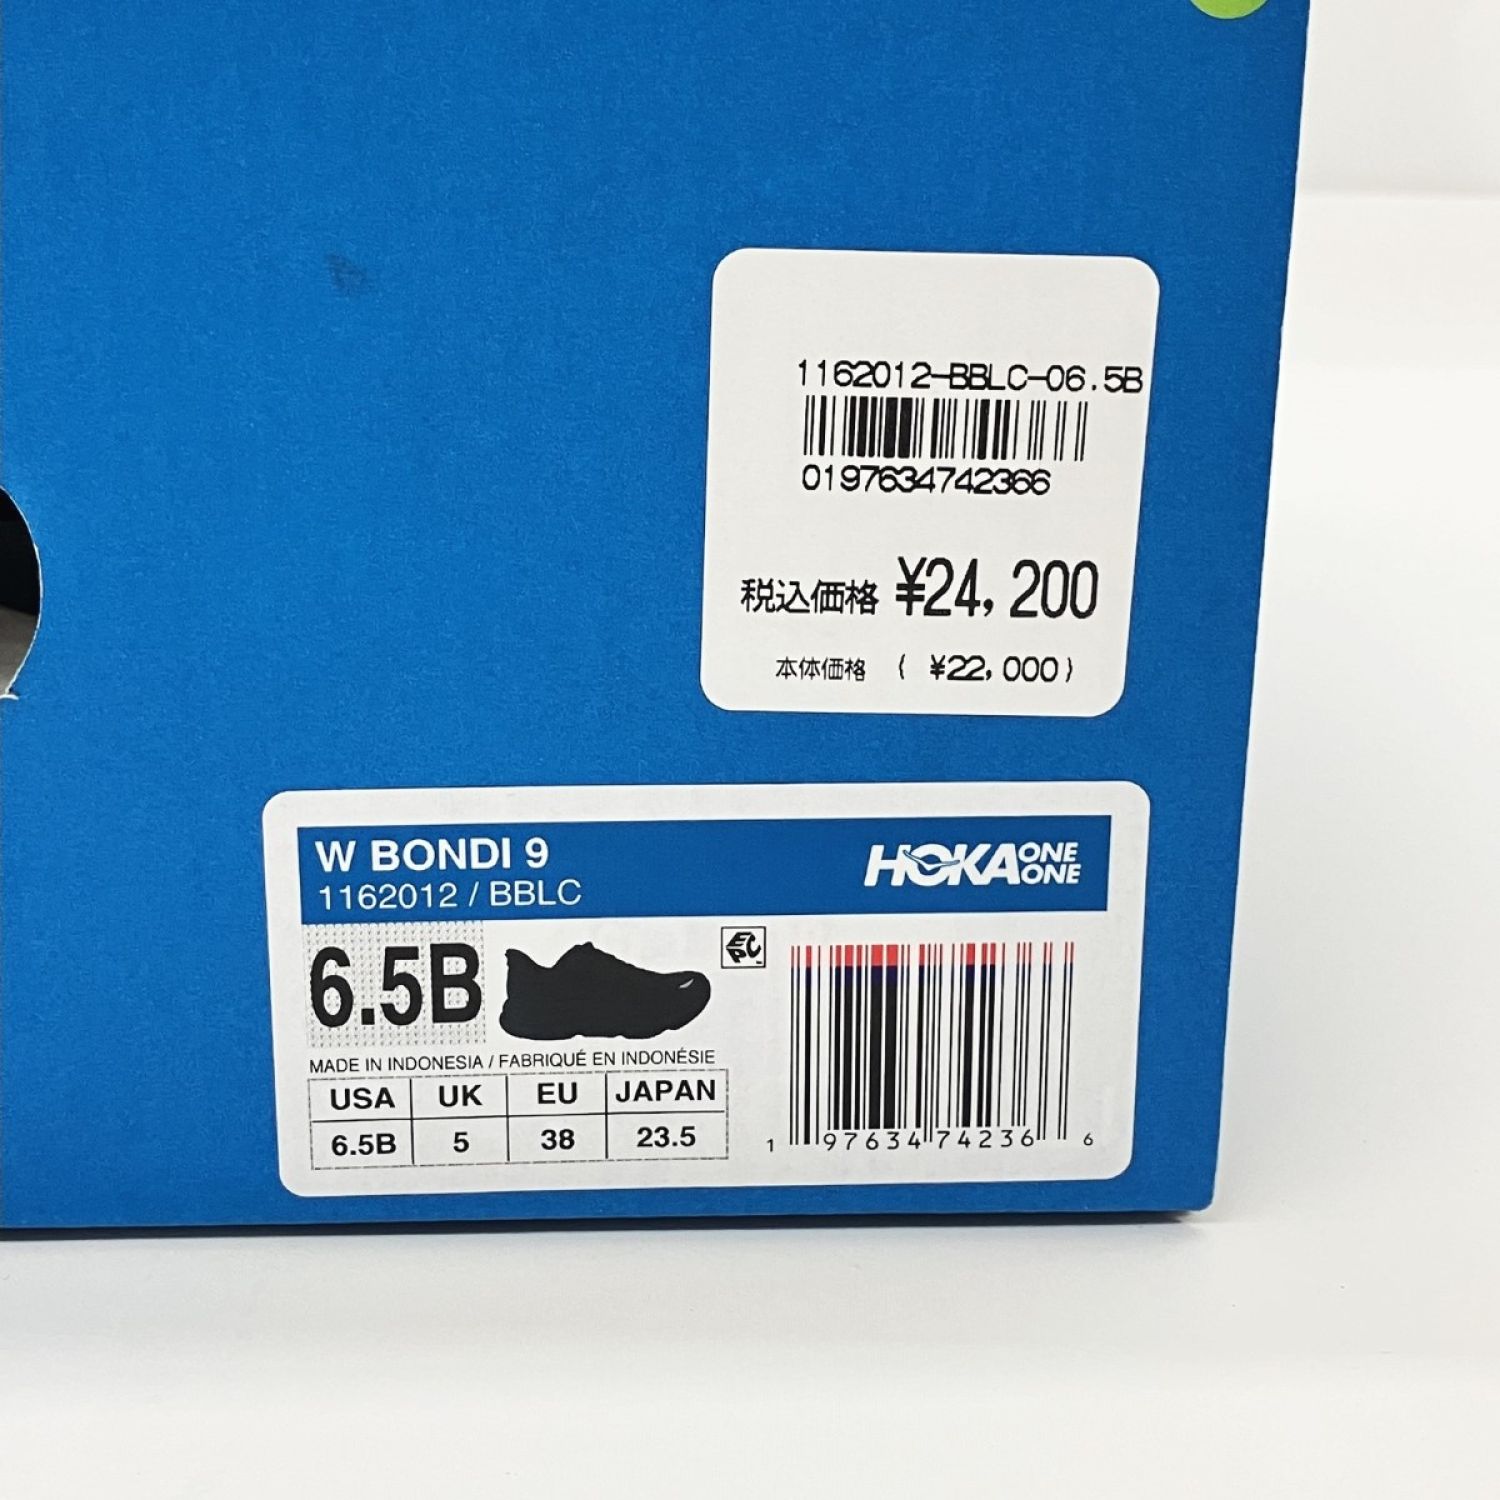 1162012-BBLC-06.5B
0197634742366
税込価格 ¥24,200
本体価格 ( ¥22,000)
W BONDI 9
1162012 / BBLC
HOKA ONE ONE
6.5B
EPC
MADE IN INDONESIA / FABRIQUÉ EN INDONÉSIE
USA UK EU JAPAN
6.5B 5 38 23.5
1 97634 74236 6